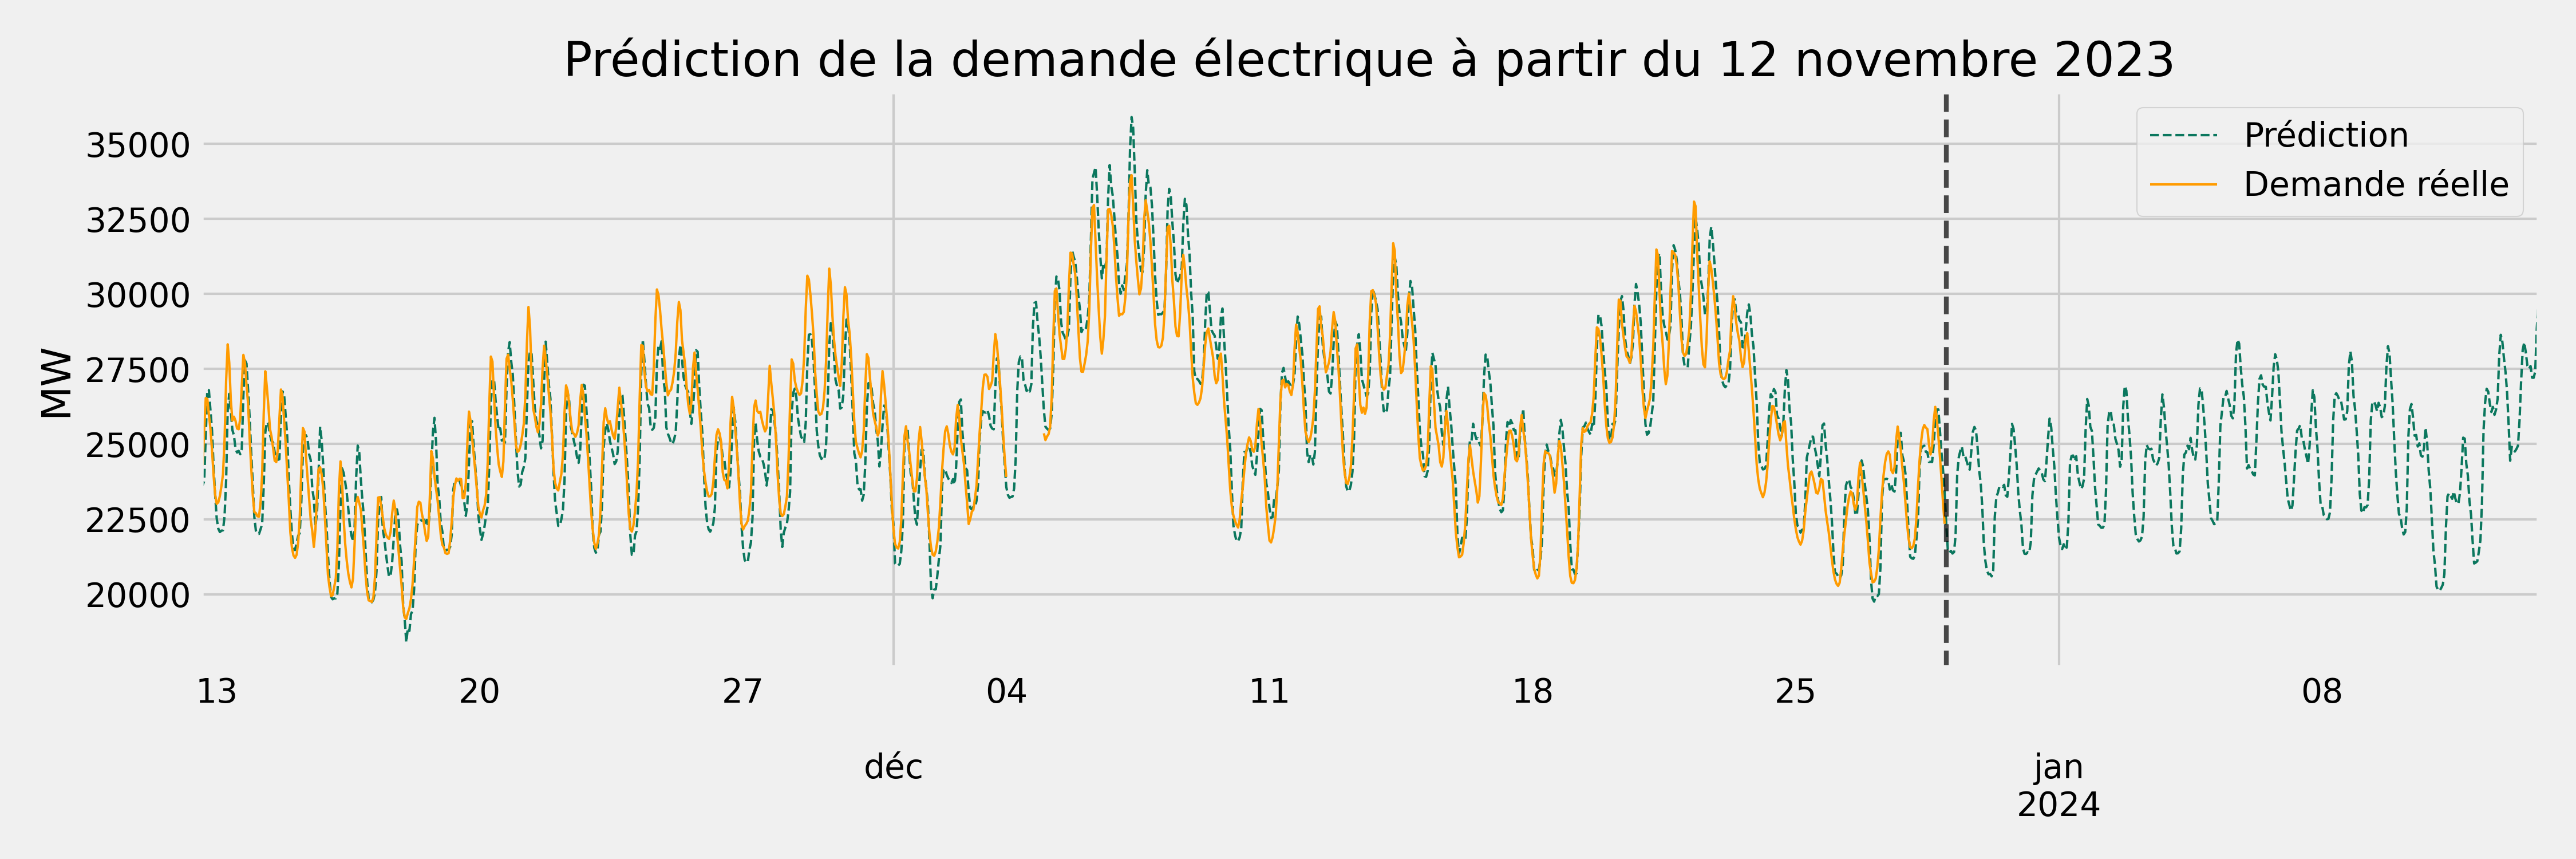 Prédiction de la demande électrique à partir du 12 novembre 2023
Prédiction
Demande réelle
MW
35000
32500
30000
27500
25000
22500
20000
13 20 27 04 11 18 25 08
déc jan
2024